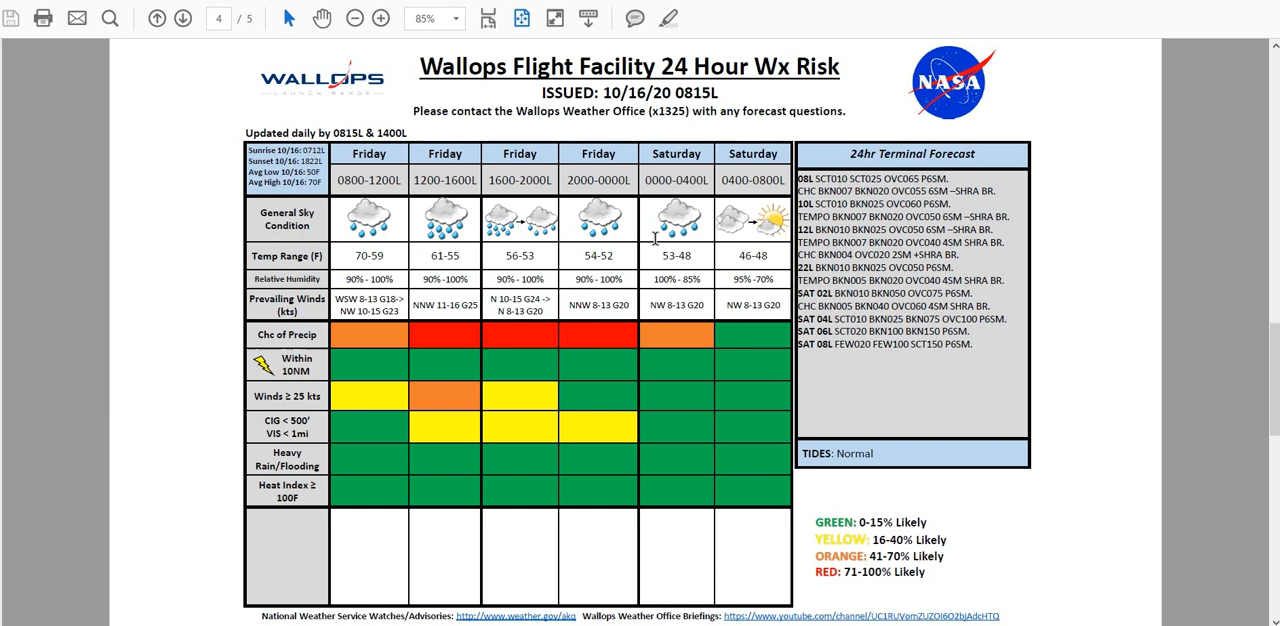 4 / 5
85%
WALLOPS
LAUNCH RANGE
Wallops Flight Facility 24 Hour Wx Risk
ISSUED: 10/16/20 0815L
Please contact the Wallops Weather Office (x1325) with any forecast questions.
NASA
Updated daily by 0815L & 1400L
Sunrise 10/16: 0712L
Sunset 10/16: 1822L
Avg Low 10/16: 50F
Avg High 10/16: 70F
Friday Friday Friday Friday Saturday Saturday
0800-1200L 1200-1600L 1600-2000L 2000-0000L 0000-0400L 0400-0800L
General Sky
Condition
Temp Range (F) 70-59 61-55 56-53 54-52 53-48 46-48
Relative Humidity 90% - 100% 90% -100% 90% - 100% 90% - 100% 100% - 85% 95% -70%
Prevailing Winds
(kts)
WSW 8-13 G18->
NW 10-15 G23
NNW 11-16 G25
N 10-15 G24 ->
N 8-13 G20
NNW 8-13 G20
NW 8-13 G20
NW 8-13 G20
Chc of Precip
Within
10NM
Winds ≥ 25 kts
CIG < 500'
VIS < 1mi
Heavy
Rain/Flooding
Heat Index ≥
100F
24hr Terminal Forecast
08L SCT010 SCT025 OVC065 P6SM.
CHC BKN007 BKN020 OVC055 6SM –SHRA BR.
10L SCT010 BKN025 OVC060 P6SM.
TEMPO BKN007 BKN020 OVC050 6SM –SHRA BR.
12L BKN010 BKN025 OVC050 6SM –SHRA BR.
TEMPO BKN007 BKN020 OVC040 4SM SHRA BR.
CHC BKN004 OVC020 2SM +SHRA BR.
22L BKN010 BKN025 OVC050 P6SM.
TEMPO BKN005 BKN020 OVC040 4SM SHRA BR.
SAT 02L BKN010 BKN050 OVC075 P6SM.
CHC BKN005 BKN040 OVC060 4SM SHRA BR.
SAT 04L SCT010 BKN025 BKN075 OVC100 P6SM.
SAT 06L SCT020 BKN100 BKN150 P6SM.
SAT 08L FEW020 FEW100 SCT150 P6SM.
TIDES: Normal
GREEN: 0-15% Likely
YELLOW: 16-40% Likely
ORANGE: 41-70% Likely
RED: 71-100% Likely
National Weather Service Watches/Advisories: http://www.weather.gov/akq Wallops Weather Office Briefings: https://www.youtube.com/channel/UC1RUVomZUZOI6O2bjAdcHTQ